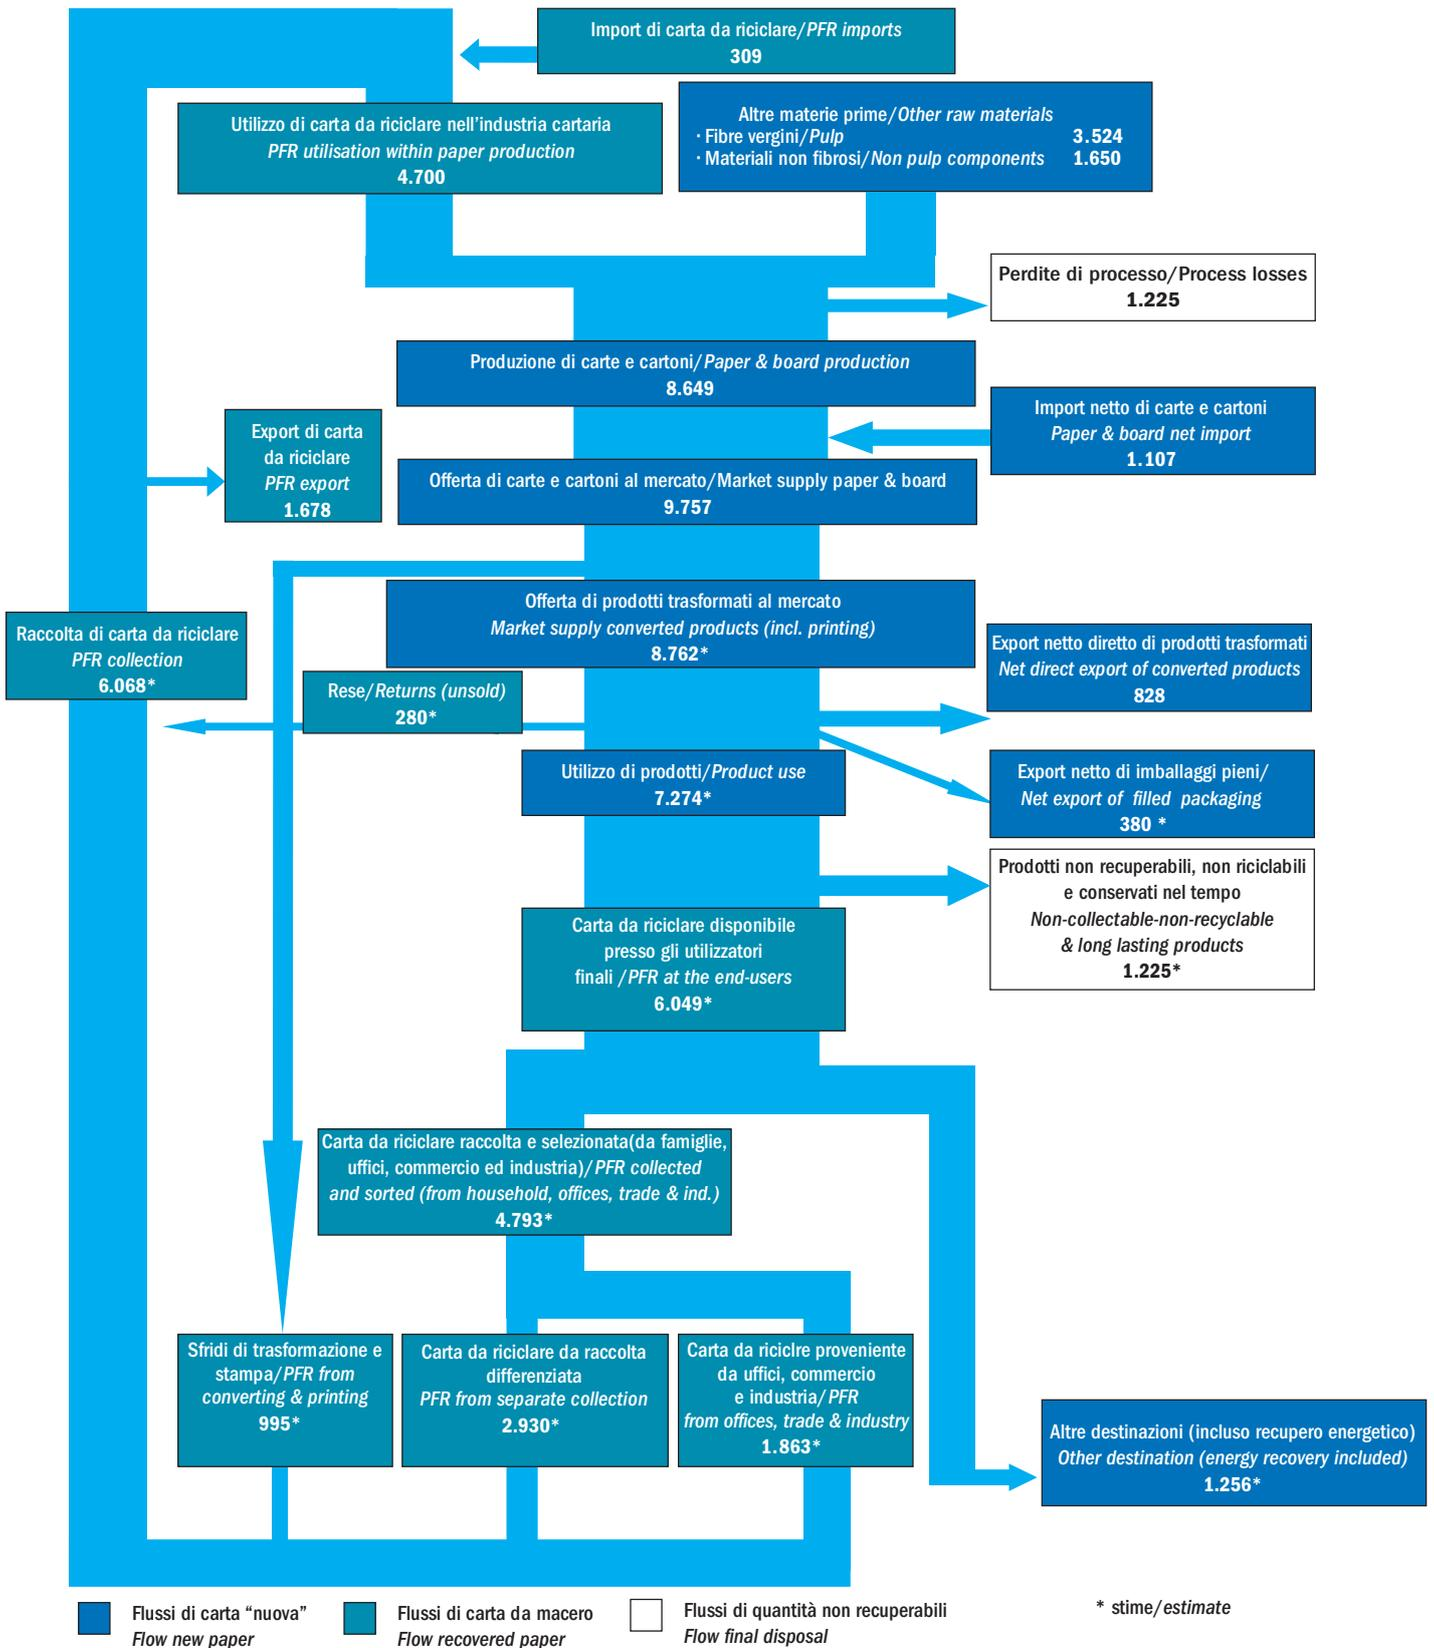 Import di carta da riciclare/PFR imports
309
Utilizzo di carta da riciclare nell'industria cartaria
PFR utilisation within paper production
4.700
Altre materie prime/Other raw materials
· Fibre vergini/Pulp 3.524
· Materiali non fibrosi/Non pulp components 1.650
Perdite di processo/Process losses
1.225
Produzione di carte e cartoni/Paper & board production
8.649
Import netto di carte e cartoni
Paper & board net import
1.107
Export di carta
da riciclare
PFR export
1.678
Offerta di carte e cartoni al mercato/Market supply paper & board
9.757
Offerta di prodotti trasformati al mercato
Market supply converted products (incl. printing)
8.762*
Raccolta di carta da riciclare
PFR collection
6.068*
Export netto diretto di prodotti trasformati
Net direct export of converted products
828
Rese/Returns (unsold)
280*
Utilizzo di prodotti/Product use
7.274*
Export netto di imballaggi pieni/
Net export of filled packaging
380 *
Prodotti non recuperabili, non riciclabili
e conservati nel tempo
Non-collectable-non-recyclable
& long lasting products
1.225*
Carta da riciclare disponibile
presso gli utilizzatori
finali /PFR at the end-users
6.049*
Carta da riciclare raccolta e selezionata(da famiglie,
uffici, commercio ed industria)/PFR collected
and sorted (from household, offices, trade & ind.)
4.793*
Sfridi di trasformazione e
stampa/PFR from
converting & printing
995*
Carta da riciclare da raccolta
differenziata
PFR from separate collection
2.930*
Carta da riciclre proveniente
da uffici, commercio
e industria/PFR
from offices, trade & industry
1.863*
Altre destinazioni (incluso recupero energetico)
Other destination (energy recovery included)
1.256*
Flussi di carta "nuova"
Flow new paper
Flussi di carta da macero
Flow recovered paper
Flussi di quantità non recuperabili
Flow final disposal
* stime/estimate